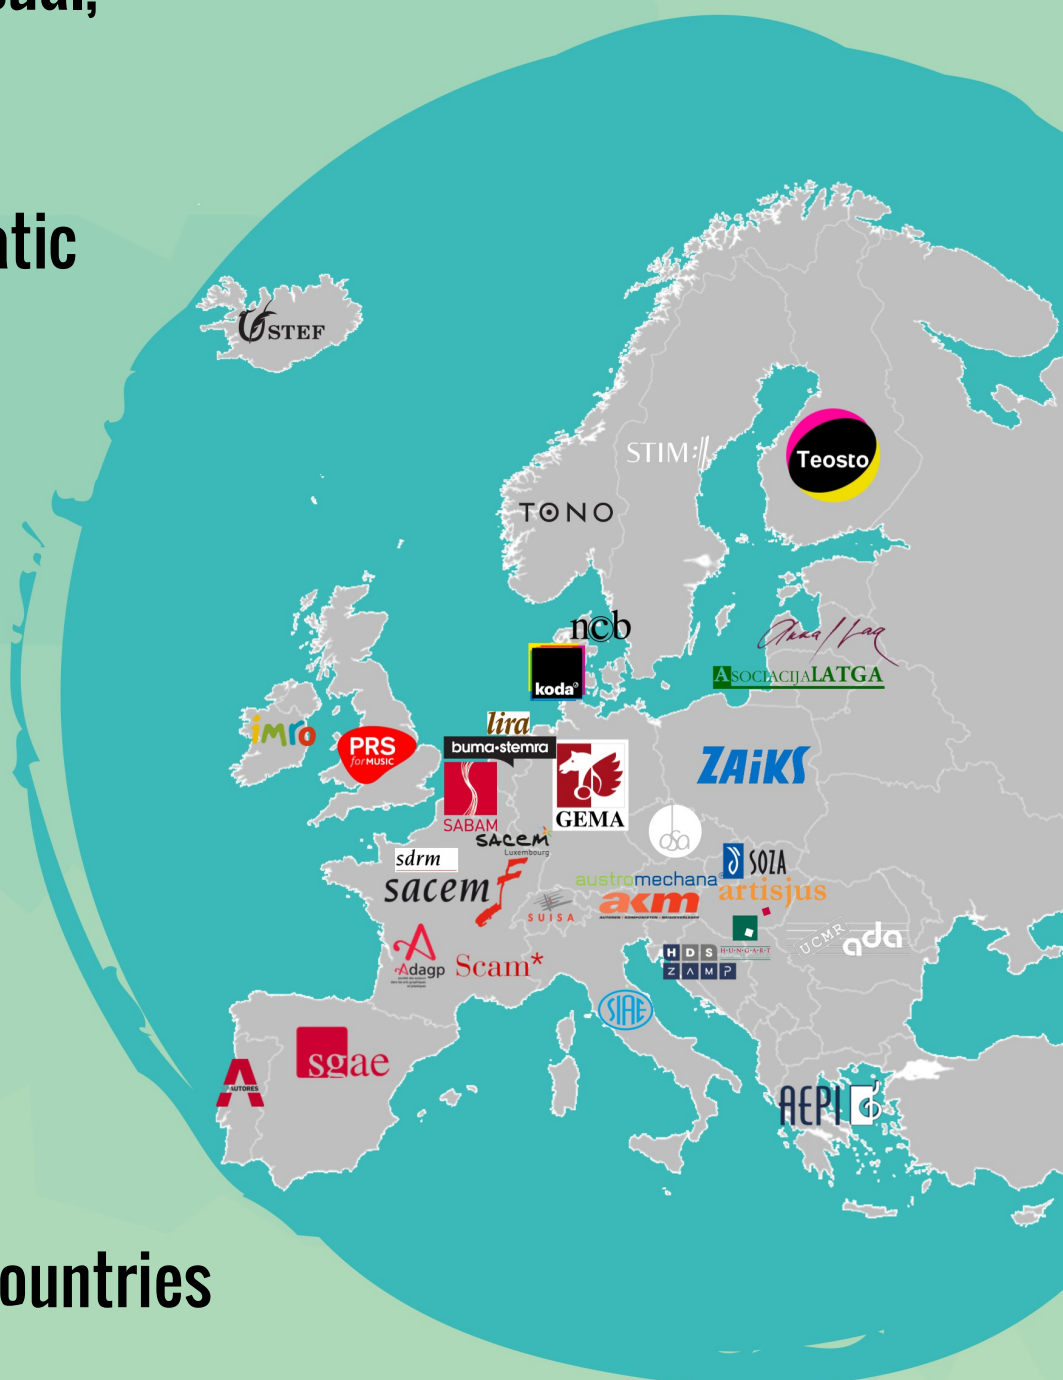 atic
STEF
Teosto
STIM
TONO
ncb
koda
ASOCIACIJA LATGA
imro
PRS
for MUSIC
lira
buma•stemra
ZAiKS
GEMA
SABAM
sacem
Luxembourg
osa
sdrm
sacem
SOZA
austromechana
artisjus
akm
SUISA
HUNGART
UCMR ada
Adagp
Scam*
HDS
ZAMP
SIAE
sgae
AUTORES
AEPI
ountries